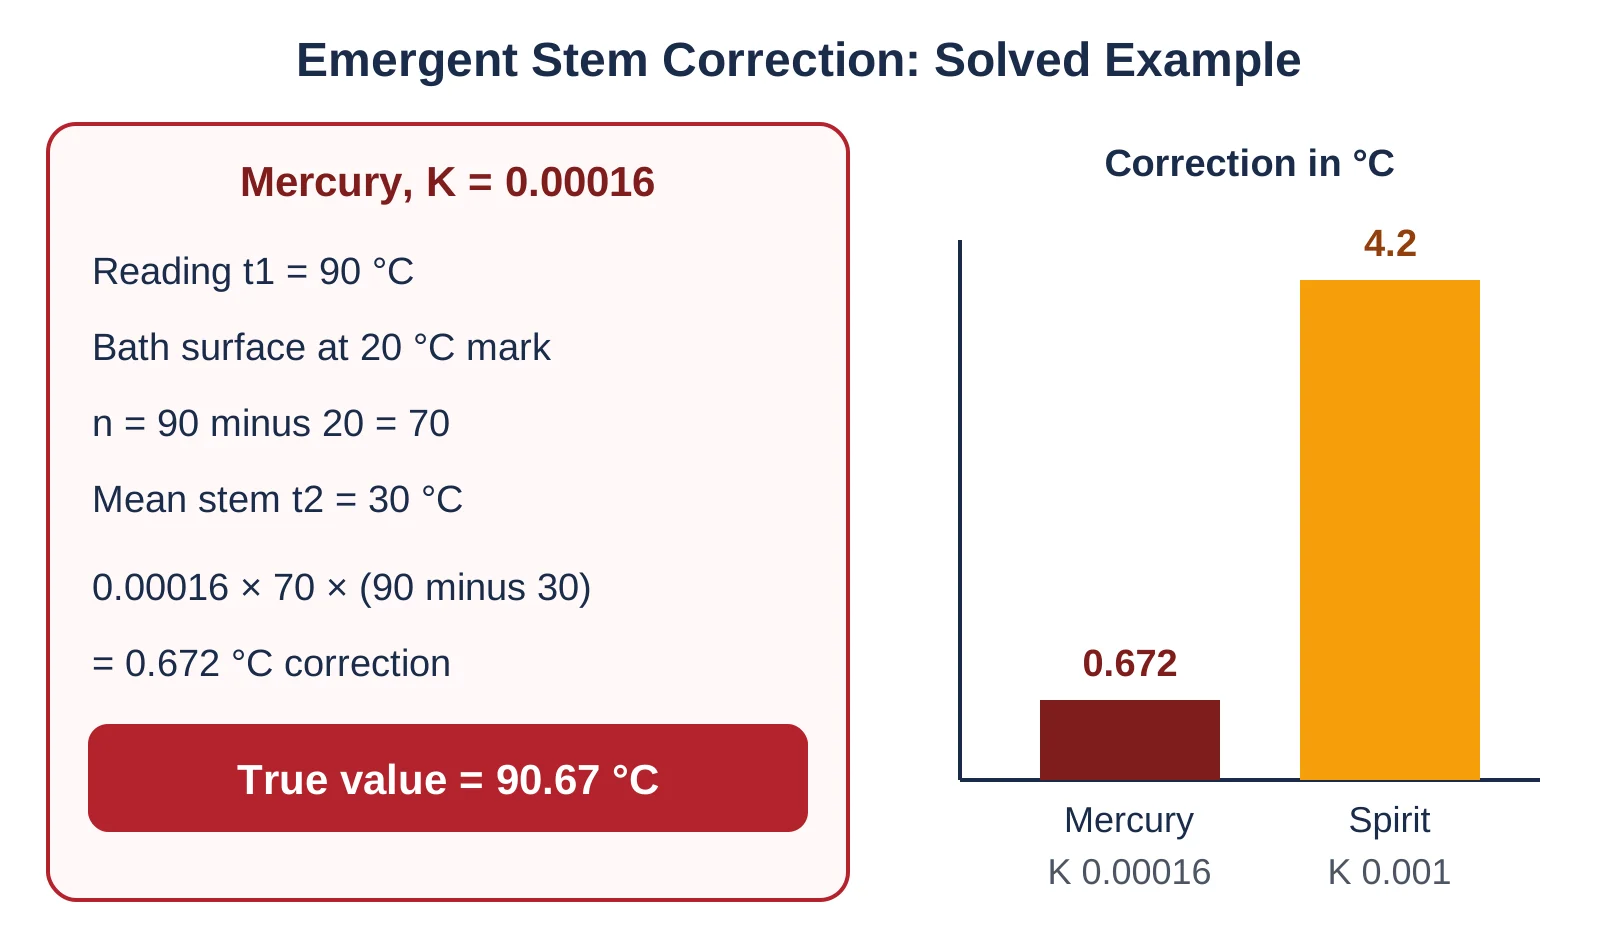 Emergent Stem Correction: Solved Example
Mercury, K = 0.00016
Reading t1 = 90 °C
Bath surface at 20 °C mark
n = 90 minus 20 = 70
Mean stem t2 = 30 °C
0.00016 × 70 × (90 minus 30)
= 0.672 °C correction
True value = 90.67 °C
Correction in °C
4.2
0.672
Mercury
Spirit
K 0.00016
K 0.001